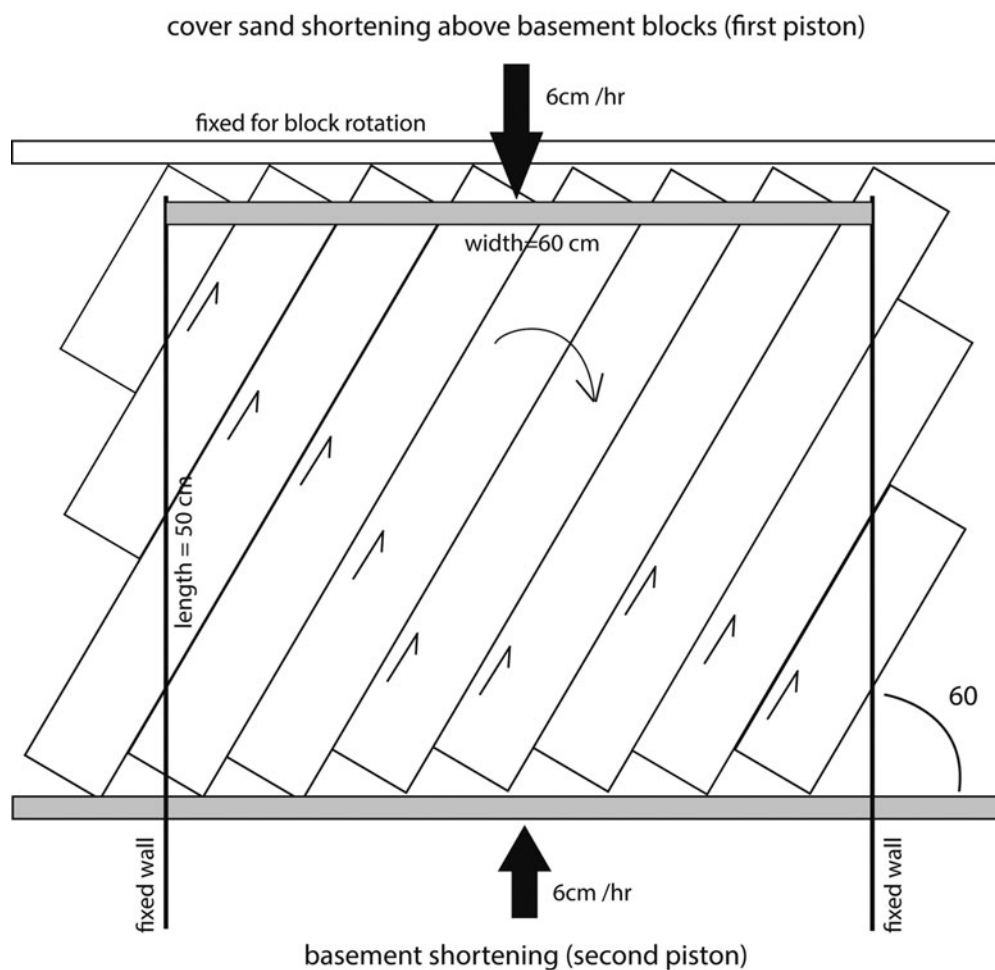 cover sand shortening above basement blocks (first piston)
6cm /hr
fixed for block rotation
width=60 cm
length = 50 cm
60
fixed wall
fixed wall
6cm /hr
basement shortening (second piston)